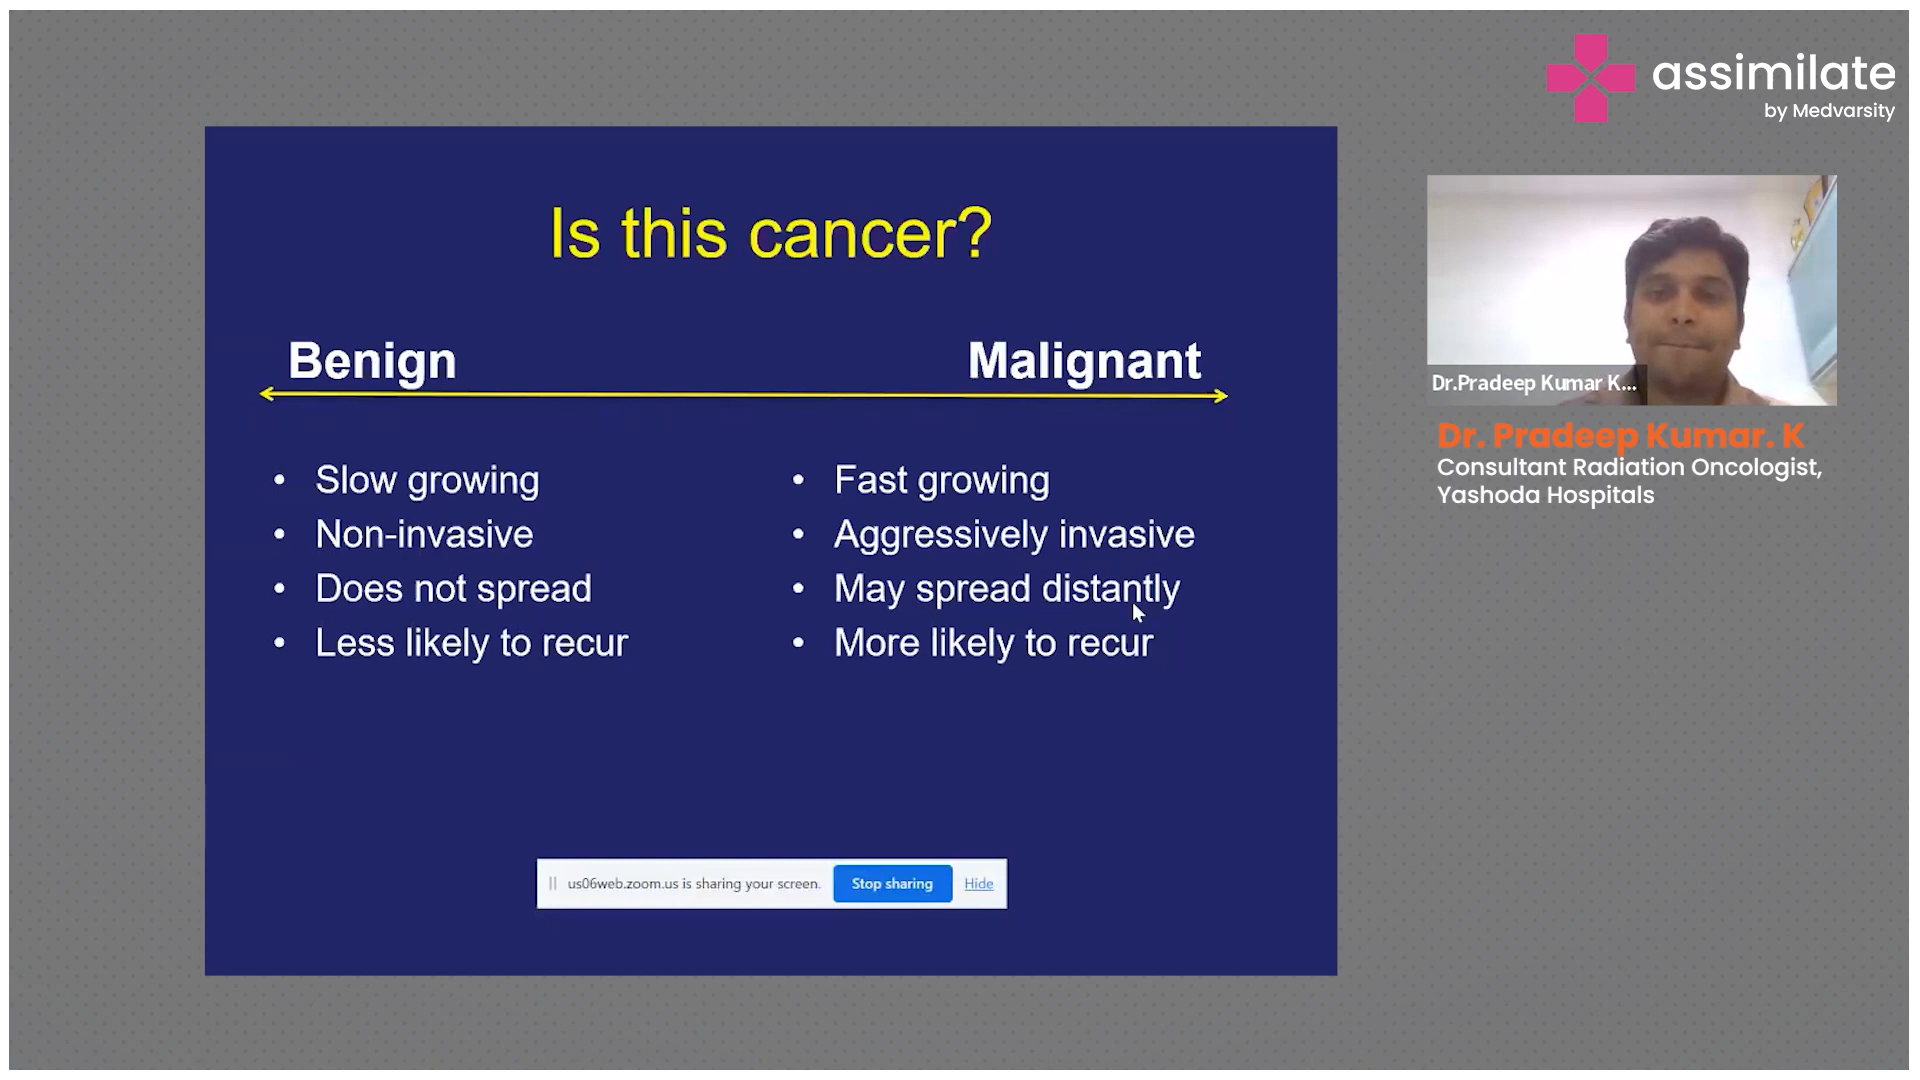 assimilate
by Medvarsity
Is this cancer?
Benign
Malignant
• Slow growing
• Non-invasive
• Does not spread
• Less likely to recur
• Fast growing
• Aggressively invasive
• May spread distantly
• More likely to recur
us06web.zoom.us is sharing your screen.
Stop sharing
Hide
Dr.Pradeep Kumar K...
Dr. Pradeep Kumar. K
Consultant Radiation Oncologist,
Yashoda Hospitals